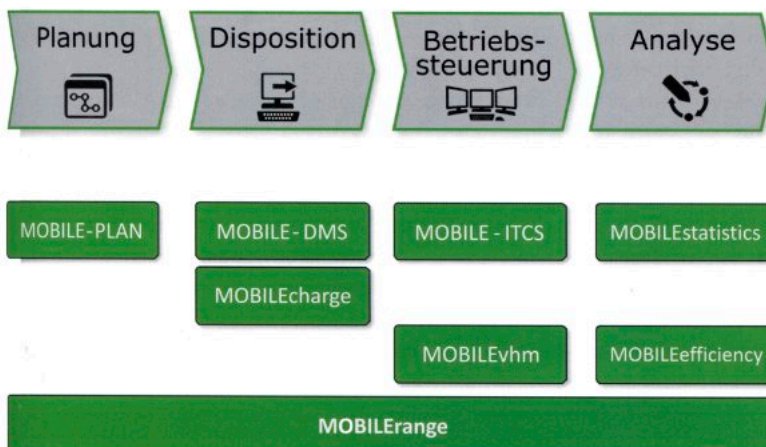 Planung
Disposition
Betriebs-
steuerung
Analyse
MOBILE-PLAN
MOBILE-DMS
MOBILE-ITCS
MOBILEstatistics
MOBILEcharge
MOBILEvhm
MOBILEefficiency
MOBILErange